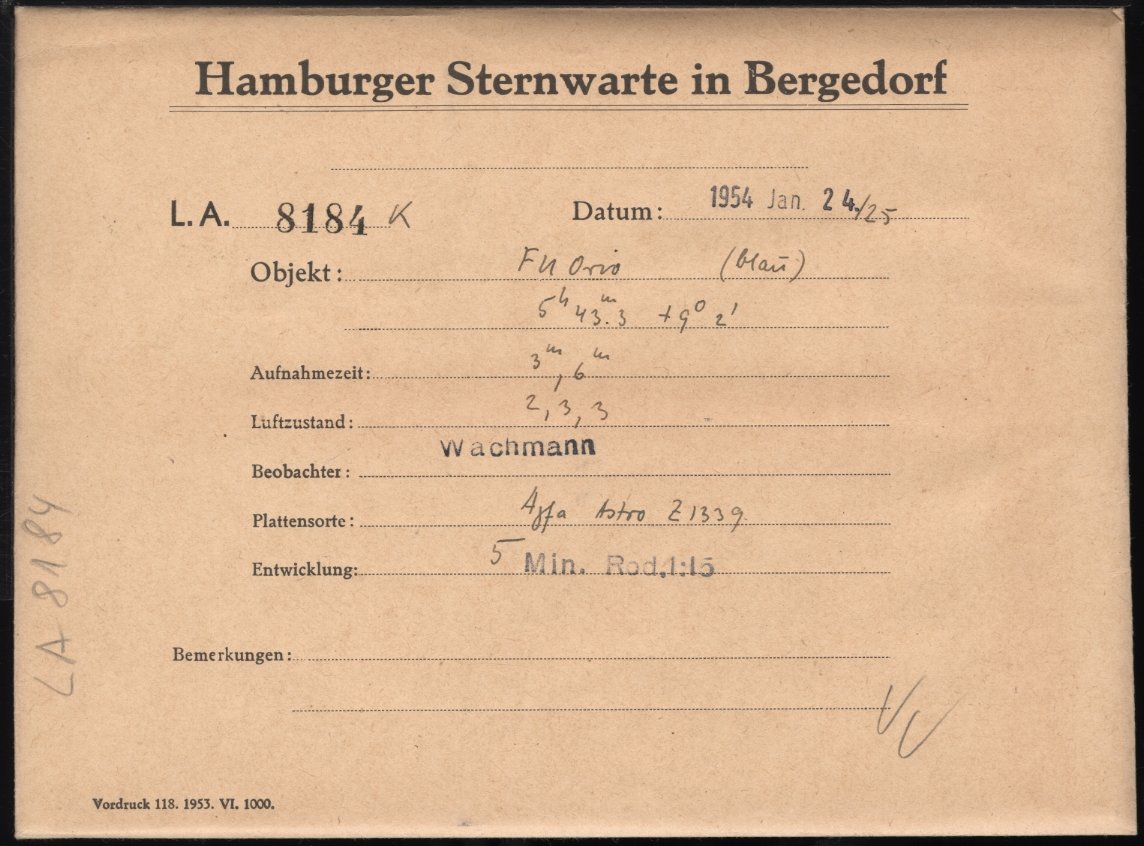 Hamburger Sternwarte in Bergedorf
L. A. 8184 K Datum: 1954 Jan. 24./25
Objekt: FU Orio (blau)
5h 43.m3 +9° 2'
Aufnahmezeit: 3m, 6m
Luftzustand: 2, 3, 3
Beobachter: Wachmann
Plattensorte: Agfa Astro Z1339
Entwicklung: 5 Min. Rod. 1:15
Bemerkungen:
LA 8184
Vordruck 118. 1953. VI. 1000.